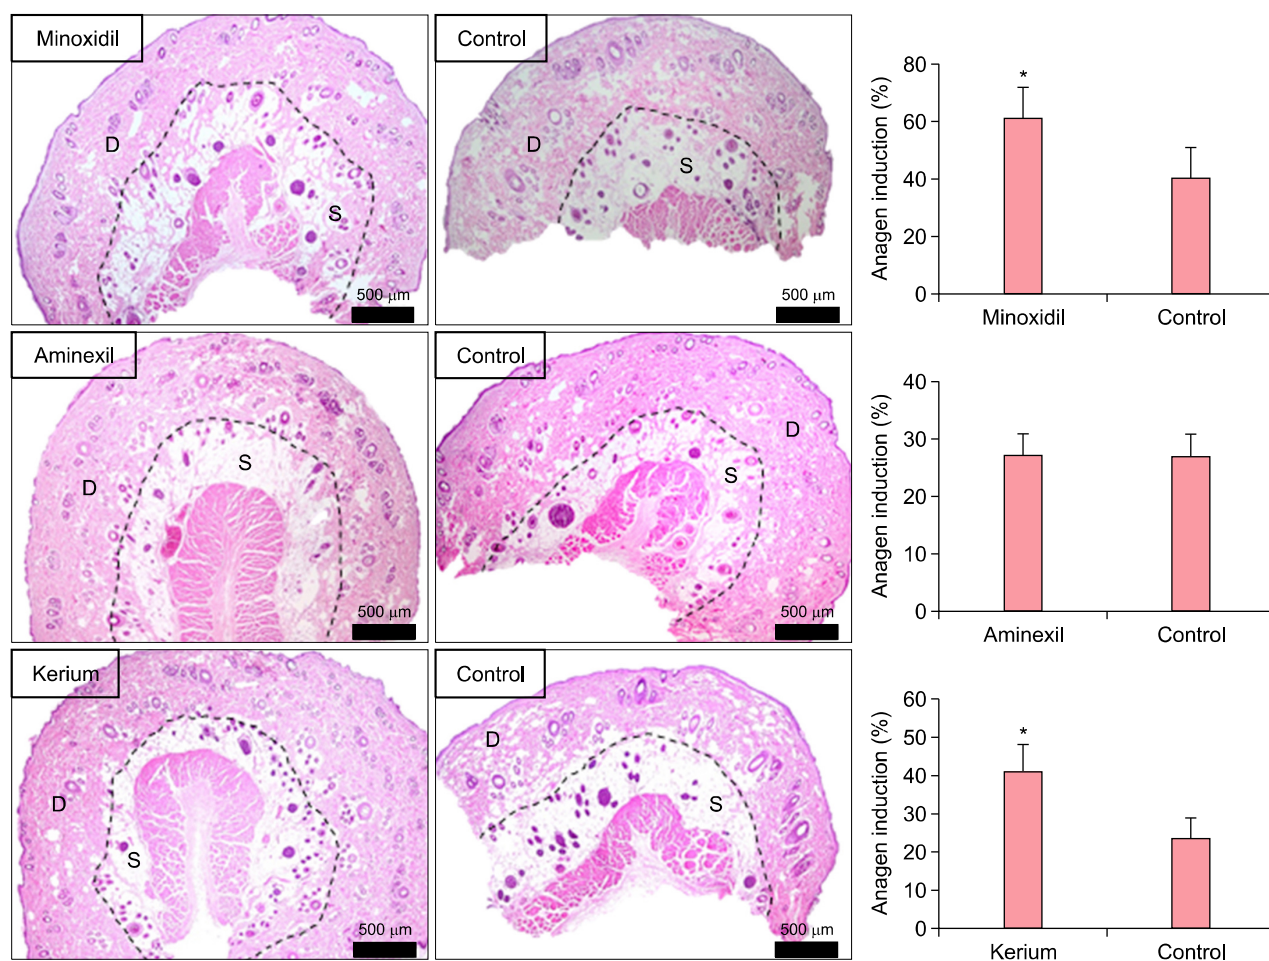 Minoxidil
D
S
500 μm
Control
D
S
500 μm
Anagen induction (%)
80
60
40
20
0
*
Minoxidil
Control
Aminexil
D
S
500 μm
Control
D
S
500 μm
Anagen induction (%)
40
30
20
10
0
Aminexil
Control
Kerium
D
S
500 μm
Control
D
S
500 μm
Anagen induction (%)
60
50
40
30
20
10
0
*
Kerium
Control